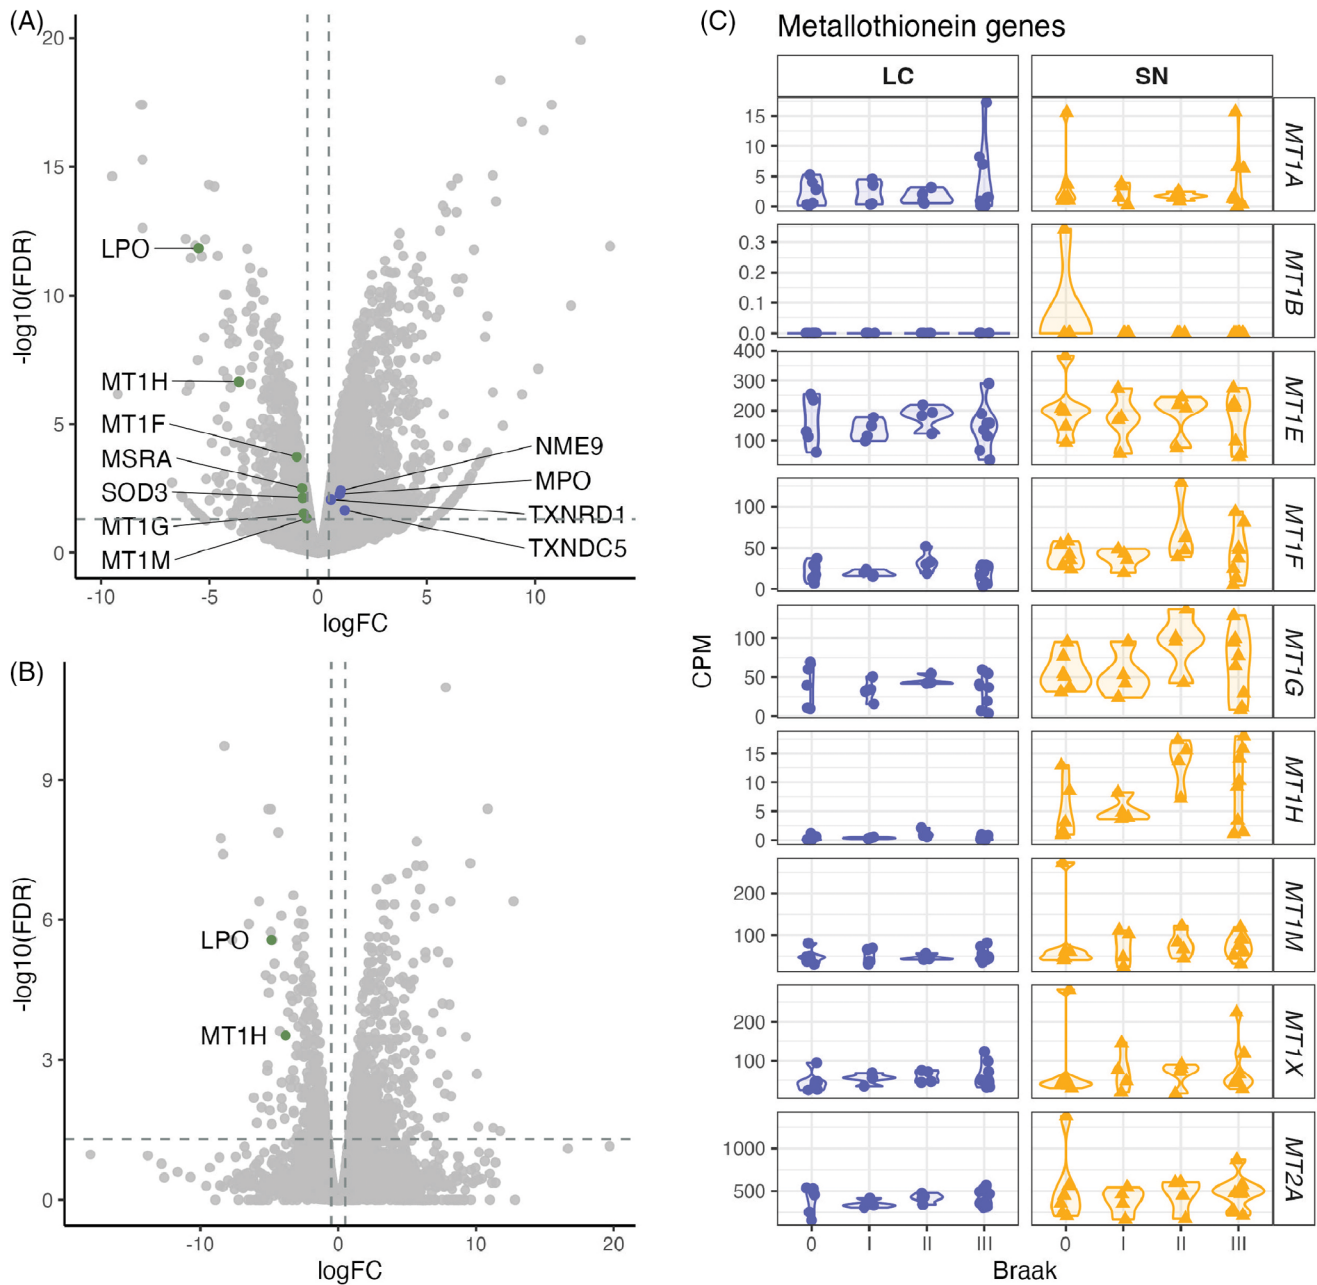 (A)
20
15
10
5
0
-log10(FDR)
LPO
MT1H
MT1F
MSRA
SOD3
MT1G
MT1M
NME9
MPO
TXNRD1
TXNDC5
-10 -5 0 5 10
logFC
(B)
9
6
3
0
-log10(FDR)
LPO
MT1H
-10 0 10 20
logFC
(C) Metallothionein genes
LC SN
15
10
5
0
MT1A
0.3
0.2
0.1
0.0
MT1B
400
300
200
100
MT1E
100
50
0
MT1F
100
50
0
MT1G
15
10
5
0
MT1H
200
100
MT1M
200
100
MT1X
1000
500
MT2A
CPM
0 I II III 0 I II III
Braak